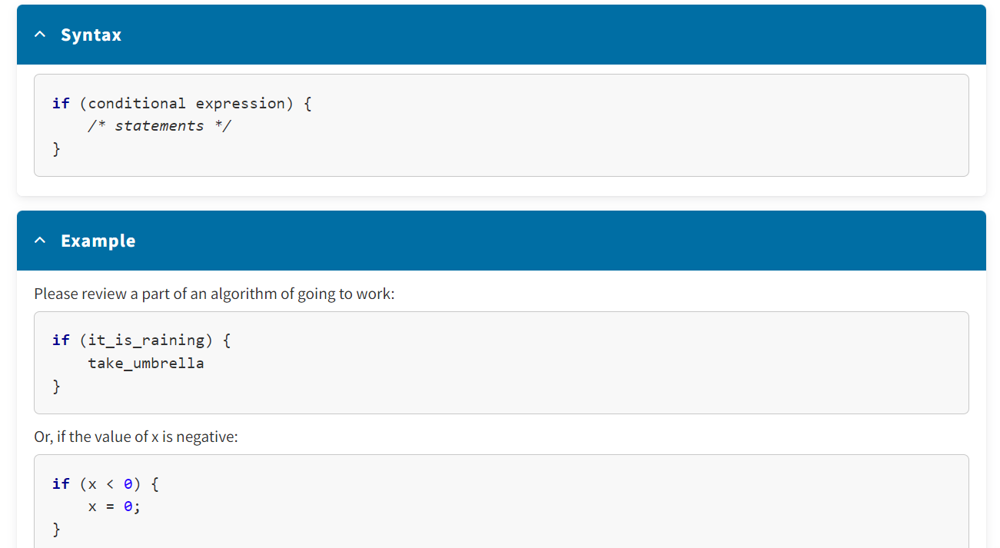 Syntax
if (conditional expression) {
    /* statements */
}
Example
Please review a part of an algorithm of going to work:
if (it_is_raining) {
    take_umbrella
}
Or, if the value of x is negative:
if (x < 0) {
    x = 0;
}